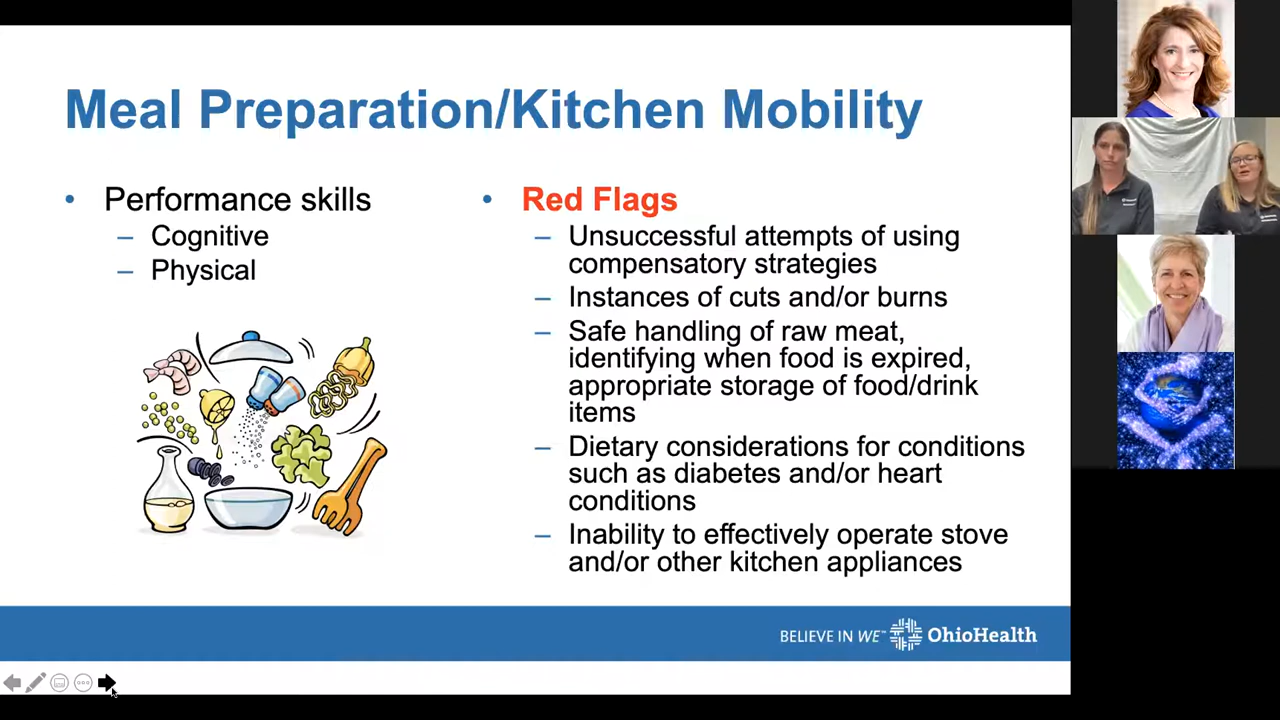 Meal Preparation/Kitchen Mobility
• Performance skills
– Cognitive
– Physical
• Red Flags
– Unsuccessful attempts of using
compensatory strategies
– Instances of cuts and/or burns
– Safe handling of raw meat,
identifying when food is expired,
appropriate storage of food/drink
items
– Dietary considerations for conditions
such as diabetes and/or heart
conditions
– Inability to effectively operate stove
and/or other kitchen appliances
BELIEVE IN WE℠ OhioHealth